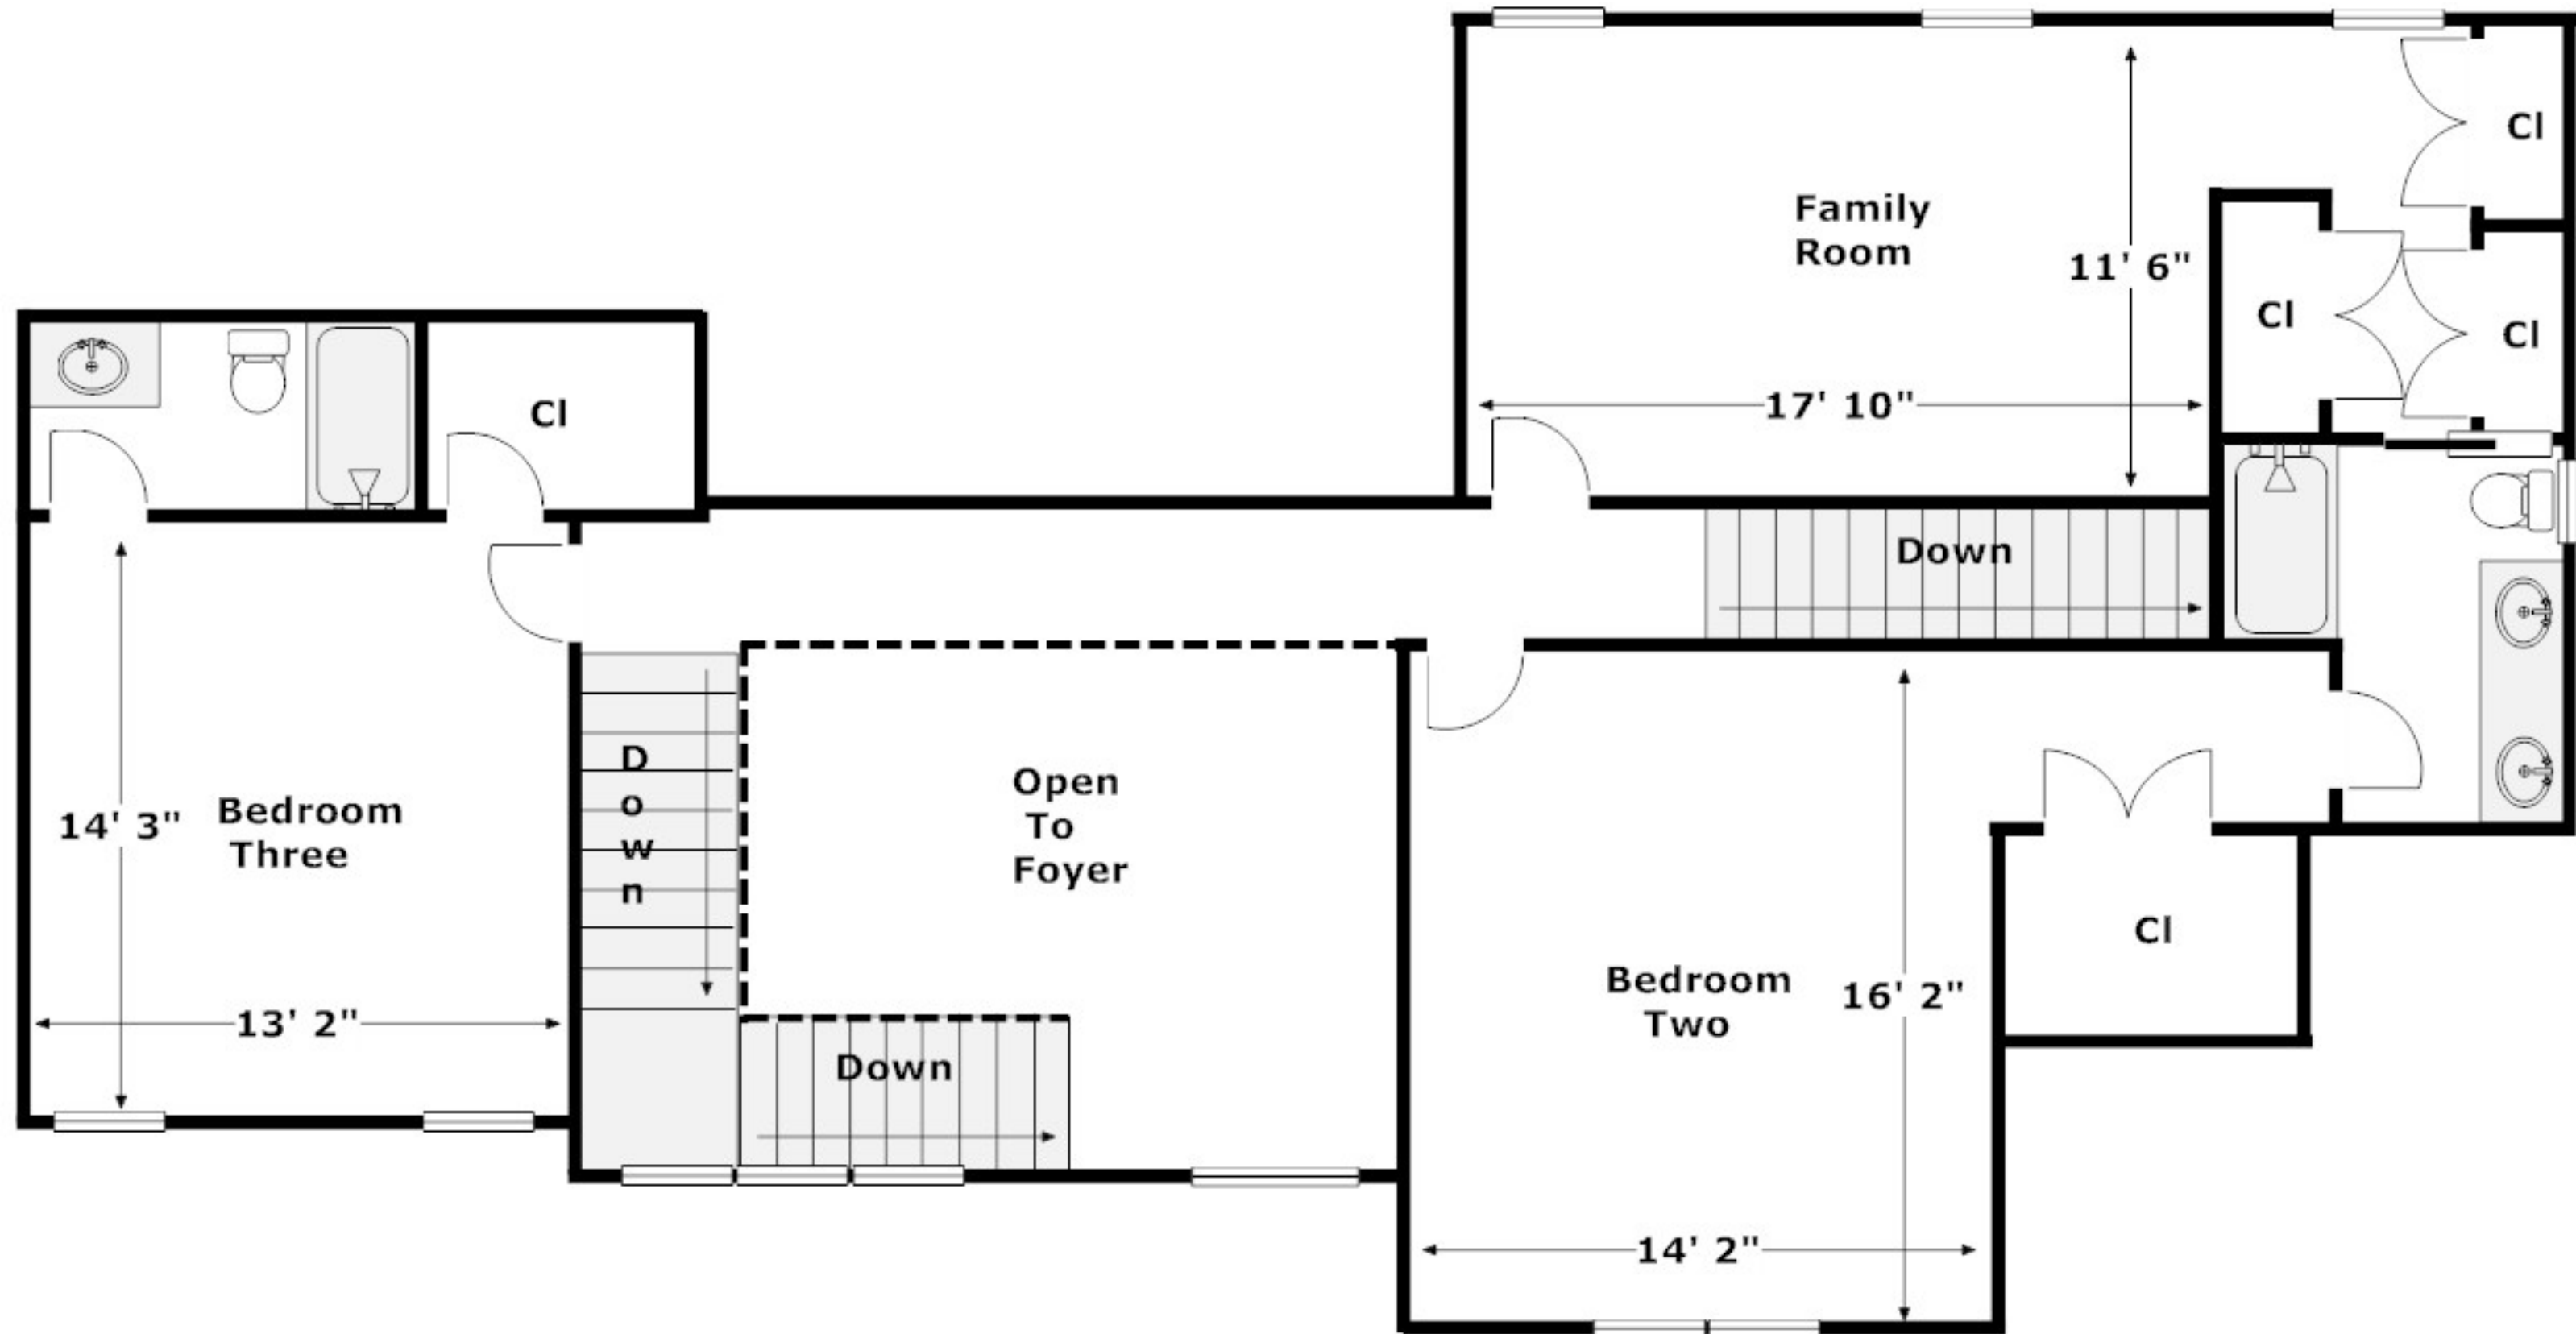 Cl
Family
Room
11' 6"
Cl
Cl
17' 10"
Cl
Down
Bedroom
Three
14' 3"
13' 2"
Down
Open
To
Foyer
Down
Bedroom
Two
16' 2"
14' 2"
Cl